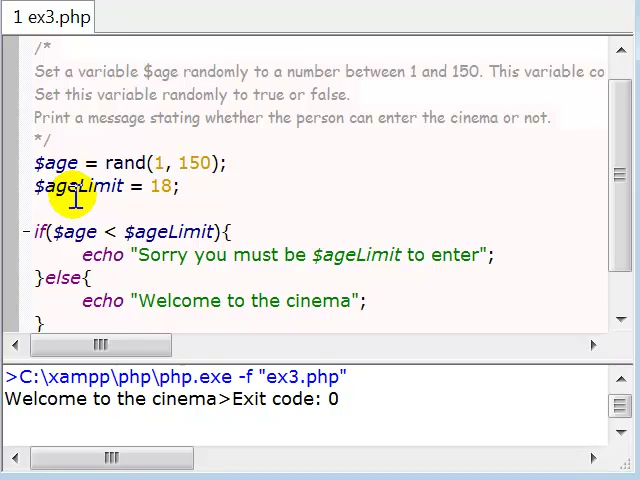 1 ex3.php
/*
Set a variable $age randomly to a number between 1 and 150. This variable co
Set this variable randomly to true or false.
Print a message stating whether the person can enter the cinema or not.
*/
$age = rand(1, 150);
$ageLimit = 18;
if($age < $ageLimit){
echo "Sorry you must be $ageLimit to enter";
}else{
echo "Welcome to the cinema";
}
>C:\xampp\php\php.exe -f "ex3.php"
Welcome to the cinema>Exit code: 0